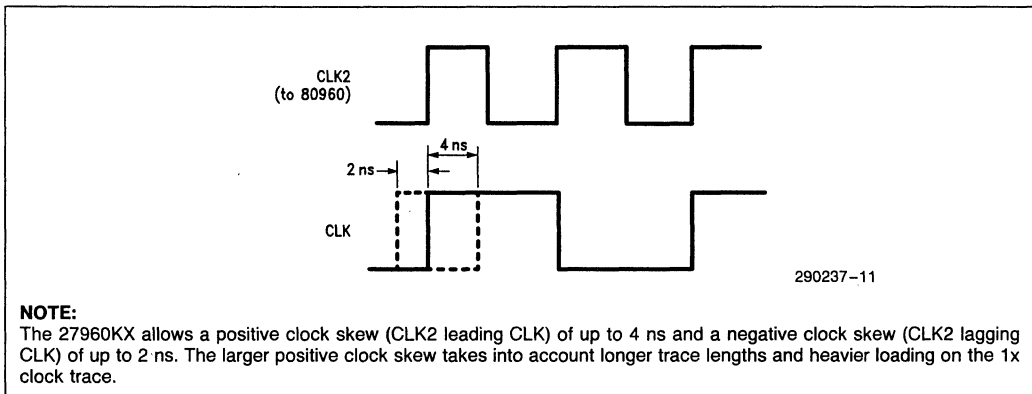 CLK2
(to 80960)
4 ns
2 ns
CLK
290237–11
NOTE:
The 27960KX allows a positive clock skew (CLK2 leading CLK) of up to 4 ns and a negative clock skew (CLK2 lagging
CLK) of up to 2 ns. The larger positive clock skew takes into account longer trace lengths and heavier loading on the 1x
clock trace.